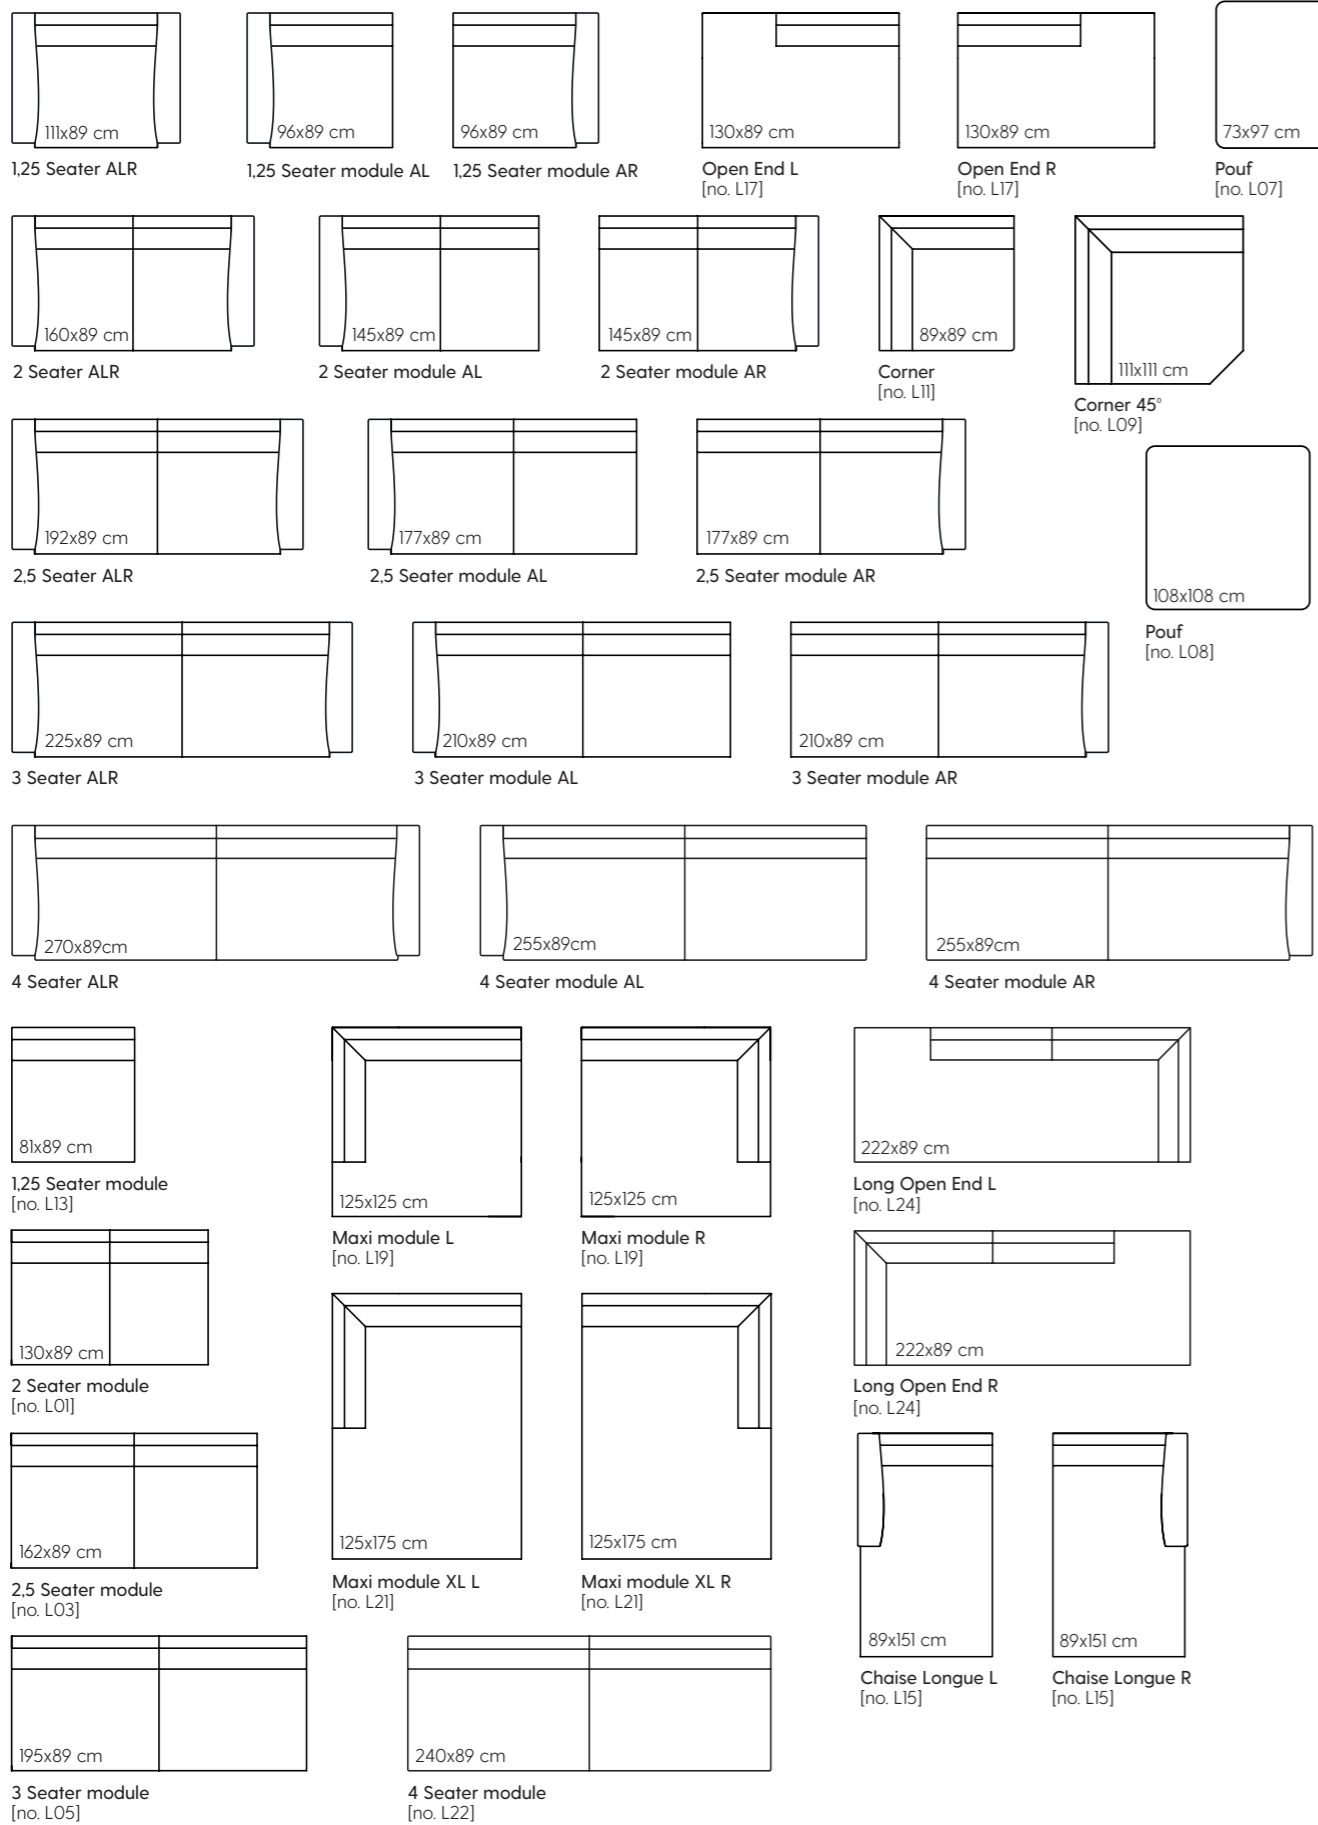 111x89 cm
1,25 Seater ALR
96x89 cm
1,25 Seater module AL
96x89 cm
1,25 Seater module AR
130x89 cm
Open End L
[no. L17]
130x89 cm
Open End R
[no. L17]
73x97 cm
Pouf
[no. L07]
160x89 cm
2 Seater ALR
145x89 cm
2 Seater module AL
145x89 cm
2 Seater module AR
89x89 cm
Corner
[no. L11]
111x111 cm
Corner 45°
[no. L09]
192x89 cm
2,5 Seater ALR
177x89 cm
2,5 Seater module AL
177x89 cm
2,5 Seater module AR
108x108 cm
Pouf
[no. L08]
225x89 cm
3 Seater ALR
210x89 cm
3 Seater module AL
210x89 cm
3 Seater module AR
270x89cm
4 Seater ALR
255x89cm
4 Seater module AL
255x89cm
4 Seater module AR
81x89 cm
1,25 Seater module
[no. L13]
125x125 cm
Maxi module L
[no. L19]
125x125 cm
Maxi module R
[no. L19]
222x89 cm
Long Open End L
[no. L24]
130x89 cm
2 Seater module
[no. L01]
222x89 cm
Long Open End R
[no. L24]
162x89 cm
2,5 Seater module
[no. L03]
125x175 cm
Maxi module XL L
[no. L21]
125x175 cm
Maxi module XL R
[no. L21]
89x151 cm
Chaise Longue L
[no. L15]
89x151 cm
Chaise Longue R
[no. L15]
195x89 cm
3 Seater module
[no. L05]
240x89 cm
4 Seater module
[no. L22]